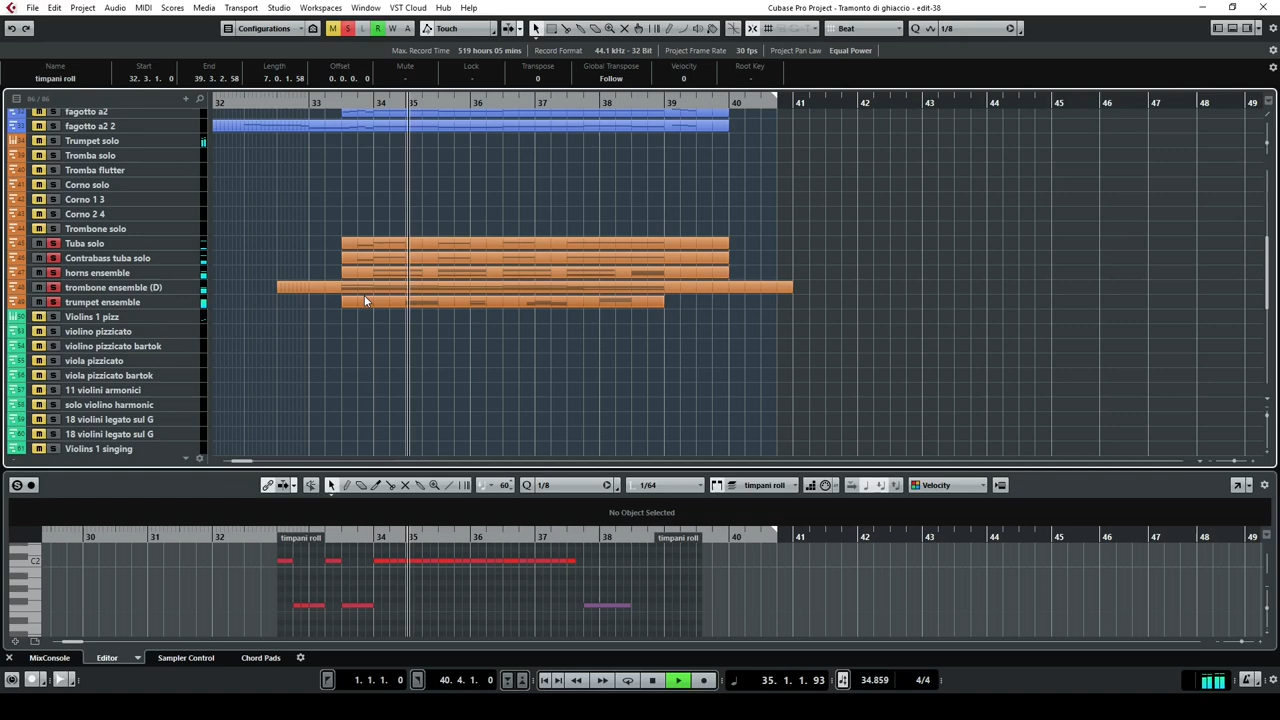 File Edit Project Audio MIDI Scores Media Transport Studio Workspaces Window VST Cloud Hub Help
Cubase Pro Project - Tramonto di ghiaccio - edit-38
Configurations M S L R W A Touch Beat Q 1/8
Max. Record Time 519 hours 05 mins Record Format 44.1 kHz - 32 Bit Project Frame Rate 30 fps Project Pan Law Equal Power
Name Start End Length Offset Mute Lock Transpose Global Transpose Velocity Root Key
timpani roll 32. 3. 1. 0 39. 3. 2. 58 7. 0. 1. 58 0. 0. 0. 0 - - 0 Follow 0 -
86 / 86 32 33 34 35 36 37 38 39 40 41 42 43 44 45 46 47 48 49
fagotto a2
fagotto a2 2
Trumpet solo
Tromba solo
Tromba flutter
Corno solo
Corno 1 3
Corno 2 4
Trombone solo
Tuba solo
Contrabass tuba solo
horns ensemble
trombone ensemble (D)
trumpet ensemble
Violins 1 pizz
violino pizzicato
violino pizzicato bartok
viola pizzicato
viola pizzicato bartok
11 violini armonici
solo violino harmonic
18 violini legato sul G
18 violini legato sul G
Violins 1 singing
60 Q 1/8 1/64 timpani roll Velocity
No Object Selected
30 31 32 34 35 36 37 38 40 41 42 43 44 45 46 47 48 49
timpani roll timpani roll
C2
MixConsole Editor Sampler Control Chord Pads
1. 1. 1. 0 40. 4. 1. 0 35. 1. 1. 93 34.859 4/4